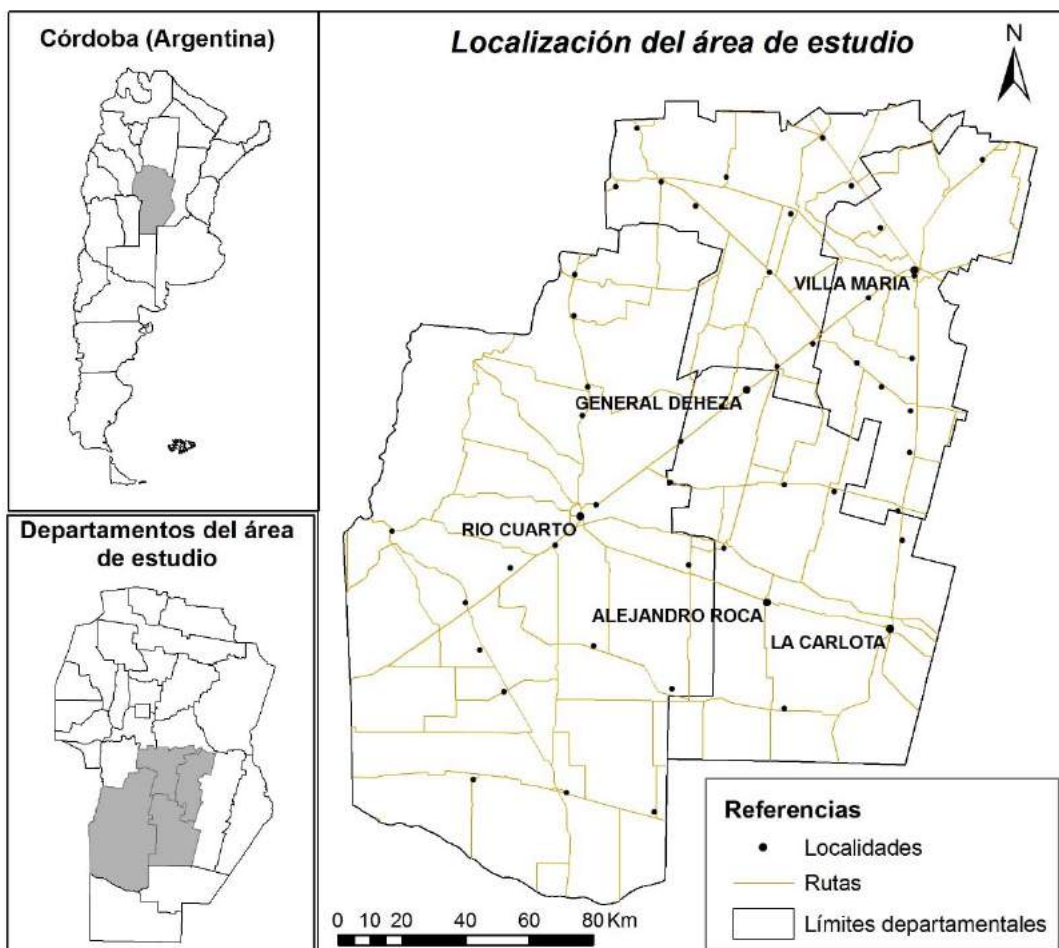 Córdoba (Argentina)
Localización del área de estudio
N
VILLA MARIA
GENERAL DEHEZA
RIO CUARTO
ALEJANDRO ROCA
LA CARLOTA
Departamentos del área
de estudio
Referencias
Localidades
Rutas
Límites departamentales
0 10 20 40 60 80 Km